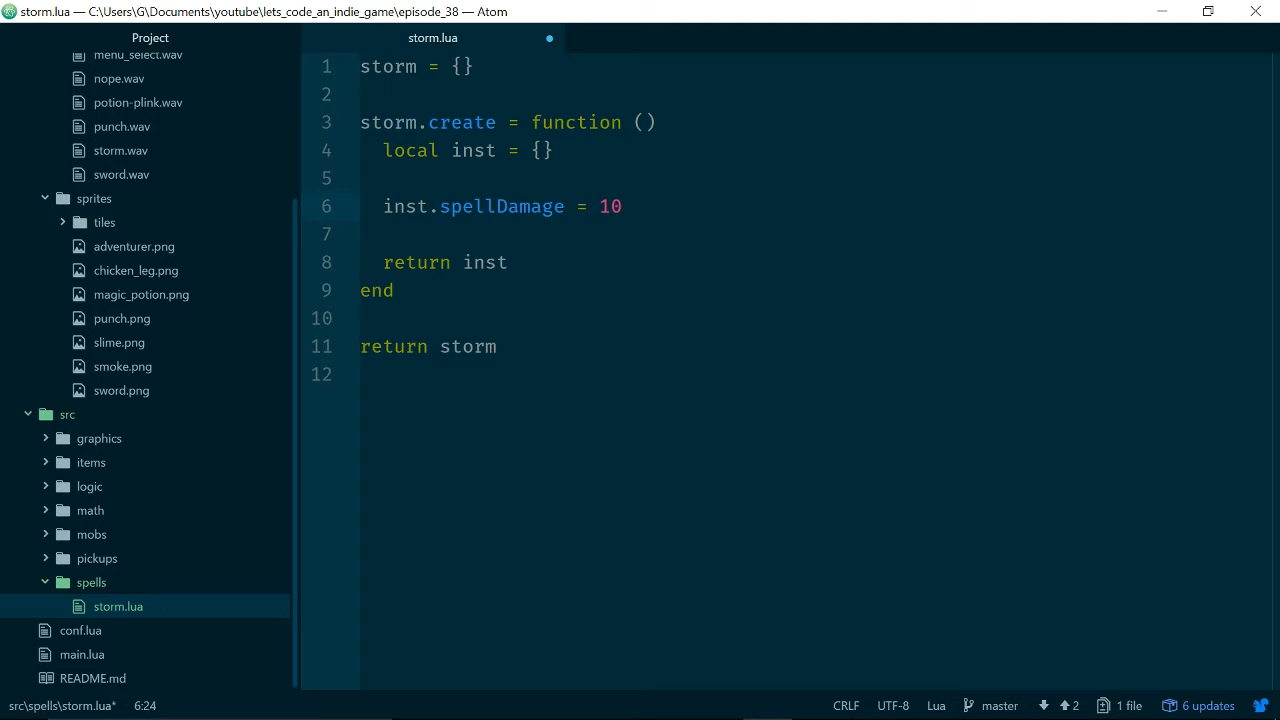 storm.lua — C:\Users\G\Documents\youtube\lets_code_an_indie_game\episode_38 — Atom
Project
storm.lua
menu_select.wav
nope.wav
potion-plink.wav
punch.wav
storm.wav
sword.wav
sprites
tiles
adventurer.png
chicken_leg.png
magic_potion.png
punch.png
slime.png
smoke.png
sword.png
src
graphics
items
logic
math
mobs
pickups
spells
storm.lua
conf.lua
main.lua
README.md
1 storm = {}
2
3 storm.create = function ()
4 local inst = {}
5
6 inst.spellDamage = 10
7
8 return inst
9 end
10
11 return storm
12
src\spells\storm.lua* 6:24
CRLF UTF-8 Lua master 2 1 file 6 updates